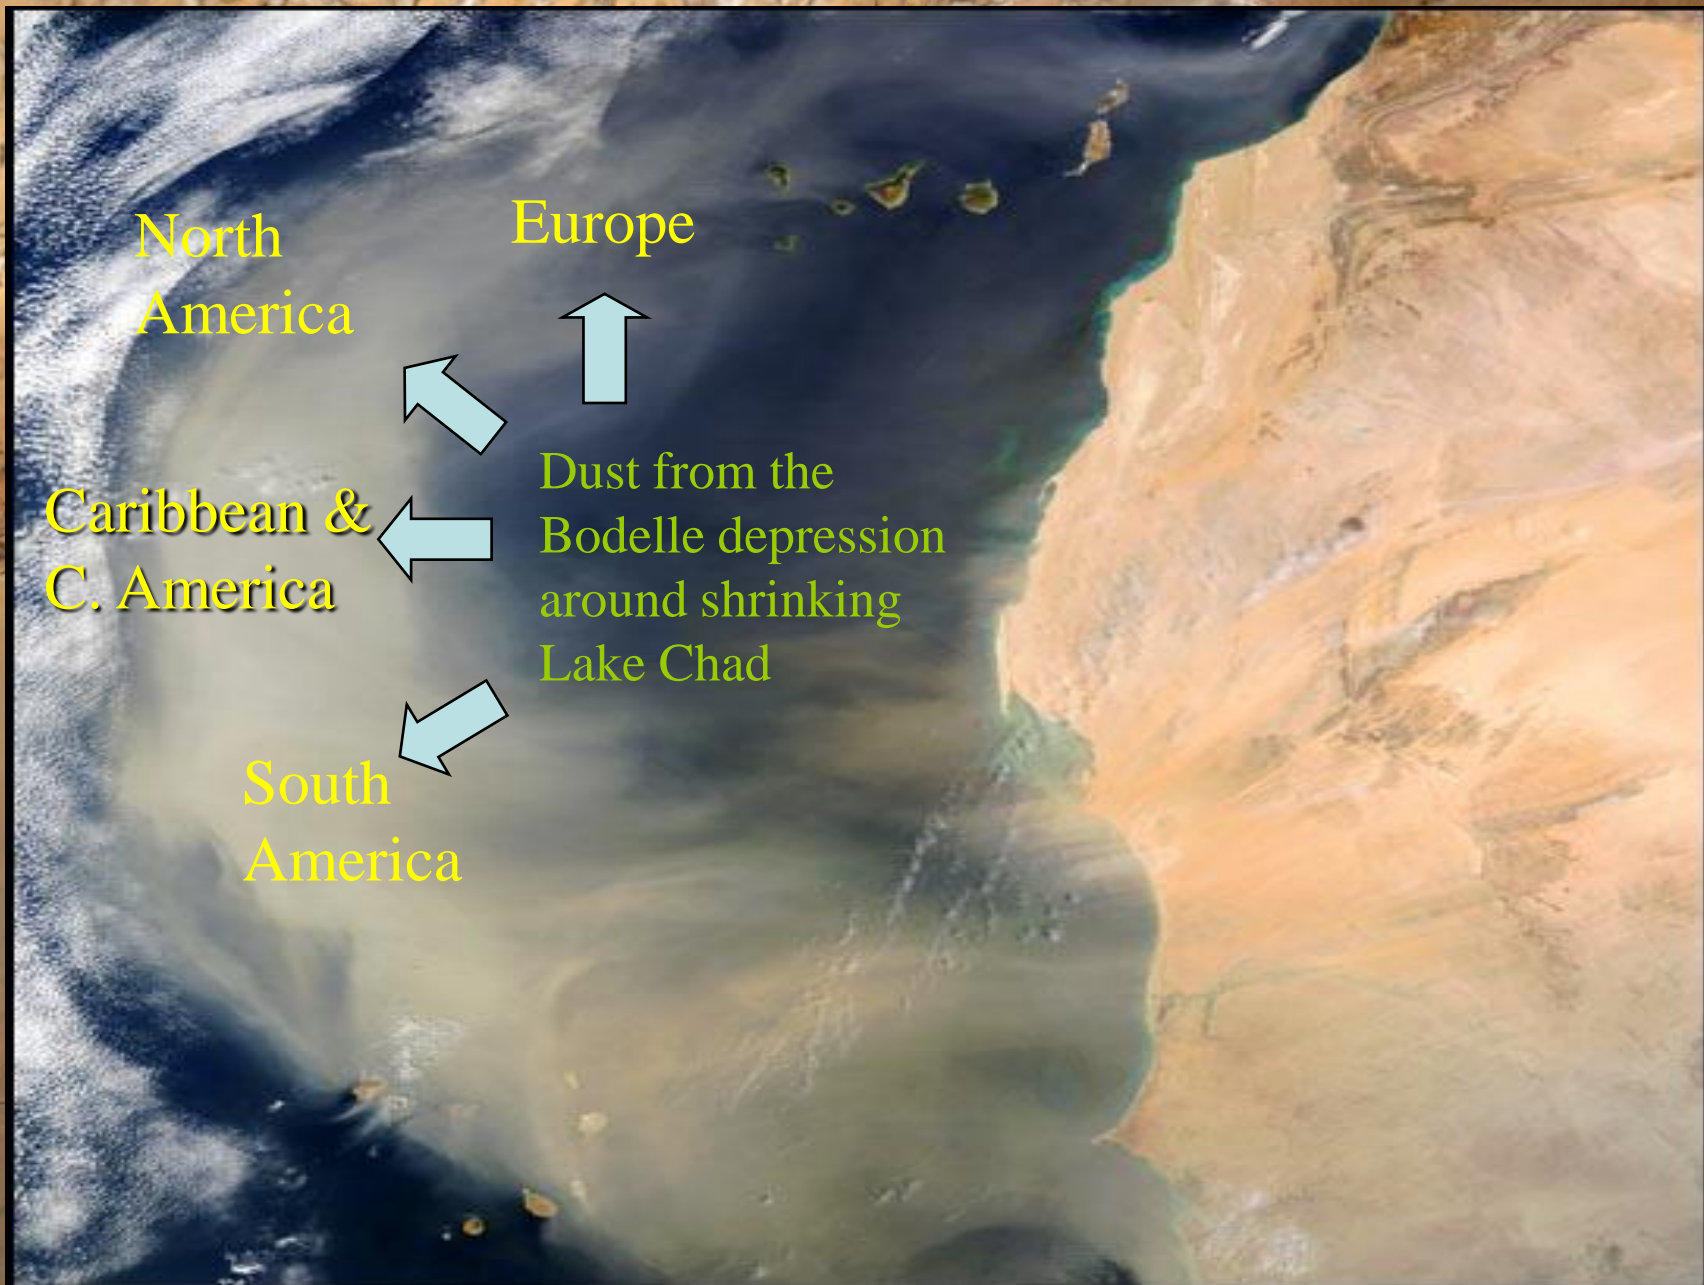 North
America
Europe
Caribbean &
C. America
Dust from the
Bodelle depression
around shrinking
Lake Chad
South
America